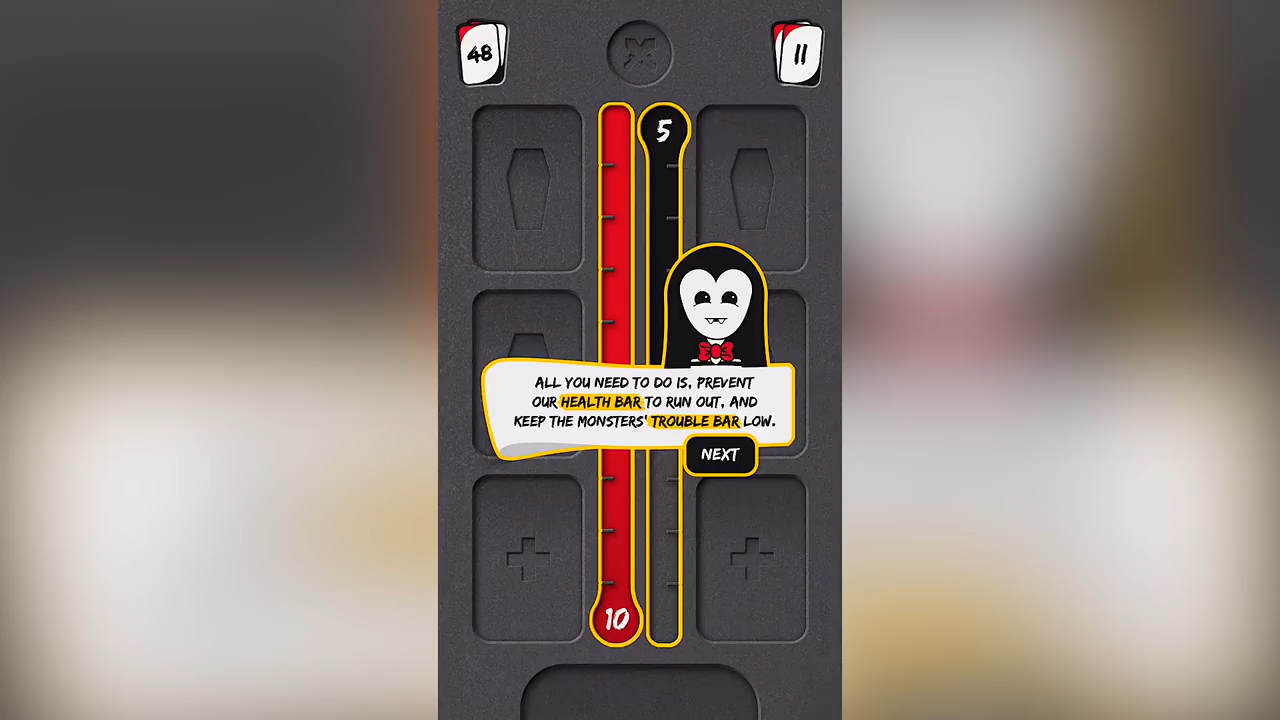 48
11
5
ALL YOU NEED TO DO IS, PREVENT
OUR HEALTH BAR TO RUN OUT, AND
KEEP THE MONSTERS' TROUBLE BAR LOW.
NEXT
10